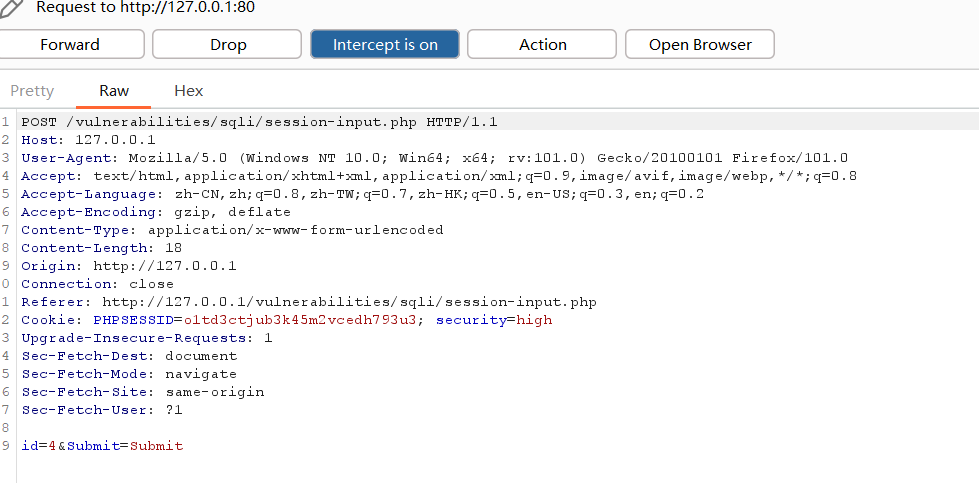 Request to http://127.0.0.1:80
Forward Drop Intercept is on Action Open Browser
Pretty Raw Hex
1 POST /vulnerabilities/sqli/session-input.php HTTP/1.1
2 Host: 127.0.0.1
3 User-Agent: Mozilla/5.0 (Windows NT 10.0; Win64; x64; rv:101.0) Gecko/20100101 Firefox/101.0
4 Accept: text/html,application/xhtml+xml,application/xml;q=0.9,image/avif,image/webp,*/*;q=0.8
5 Accept-Language: zh-CN,zh;q=0.8,zh-TW;q=0.7,zh-HK;q=0.5,en-US;q=0.3,en;q=0.2
6 Accept-Encoding: gzip, deflate
7 Content-Type: application/x-www-form-urlencoded
8 Content-Length: 18
9 Origin: http://127.0.0.1
0 Connection: close
1 Referer: http://127.0.0.1/vulnerabilities/sqli/session-input.php
2 Cookie: PHPSESSID=o1td3ctjub3k45m2vcedh793u3; security=high
3 Upgrade-Insecure-Requests: 1
4 Sec-Fetch-Dest: document
5 Sec-Fetch-Mode: navigate
6 Sec-Fetch-Site: same-origin
7 Sec-Fetch-User: ?1
8
9 id=4&Submit=Submit